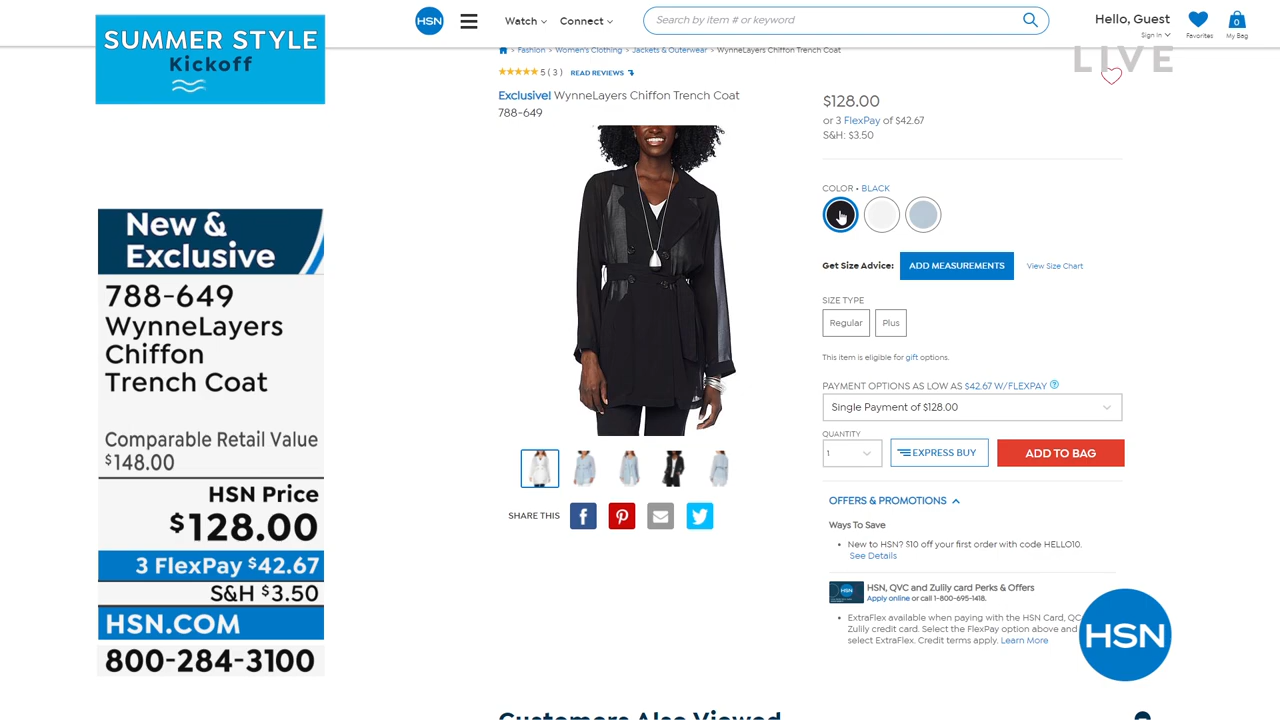 SUMMER STYLE
Kickoff
New &
Exclusive
788-649
WynneLayers
Chiffon
Trench Coat
Comparable Retail Value
$148.00
HSN Price
$128.00
3 FlexPay $42.67
S&H $3.50
HSN.COM
800-284-3100
HSN
Watch
Connect
Search by item # or keyword
Hello, Guest
Sign in
Favorites
0
My Bag
LIVE
> Fashion > Women's Clothing > Jackets & Outerwear > WynneLayers Chiffon Trench Coat
5 ( 3 ) READ REVIEWS
Exclusive! WynneLayers Chiffon Trench Coat
788-649
SHARE THIS
$128.00
or 3 FlexPay of $42.67
S&H: $3.50
COLOR • BLACK
Get Size Advice: ADD MEASUREMENTS View Size Chart
SIZE TYPE
Regular Plus
This item is eligible for gift options.
PAYMENT OPTIONS AS LOW AS $42.67 W/FLEXPAY ?
Single Payment of $128.00
QUANTITY
1 EXPRESS BUY ADD TO BAG
OFFERS & PROMOTIONS
Ways To Save
• New to HSN? $10 off your first order with code HELLO10.
See Details
HSN, QVC and Zulily card Perks & Offers
Apply online or call 1-800-695-1418.
• ExtraFlex available when paying with the HSN Card, QC
Zulily credit card. Select the FlexPay option above and
select ExtraFlex. Credit terms apply. Learn More
HSN
Customers Also Viewed